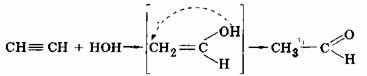 CH≡CH + HOH → [CH₂=C(OH)H] → CH₃–C(=O)H